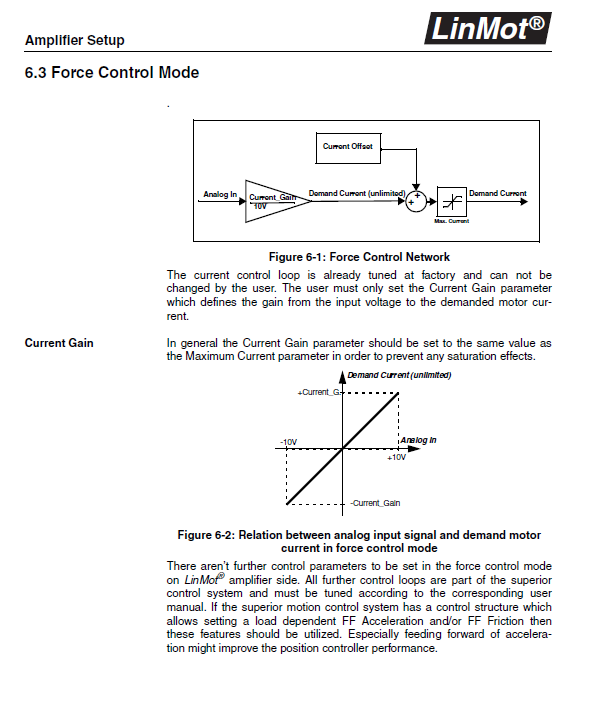 LinMot®
Amplifier Setup
6.3 Force Control Mode
.
Current Offset
Analog In
Current_Gain
10V
Demand Current (unlimited)
+
+
Demand Current
Max. Current
Figure 6-1: Force Control Network
The current control loop is already tuned at factory and can not be
changed by the user. The user must only set the Current Gain parameter
which defines the gain from the input voltage to the demanded motor cur-
rent.
Current Gain
In general the Current Gain parameter should be set to the same value as
the Maximum Current parameter in order to prevent any saturation effects.
Demand Current (unlimited)
+Current_G
-10V
Analog In
+10V
-Current_Gain
Figure 6-2: Relation between analog input signal and demand motor
current in force control mode
There aren't further control parameters to be set in the force control mode
on LinMot® amplifier side. All further control loops are part of the superior
control system and must be tuned according to the corresponding user
manual. If the superior motion control system has a control structure which
allows setting a load dependent FF Acceleration and/or FF Friction then
these features should be utilized. Especially feeding forward of accelera-
tion might improve the position controller performance.